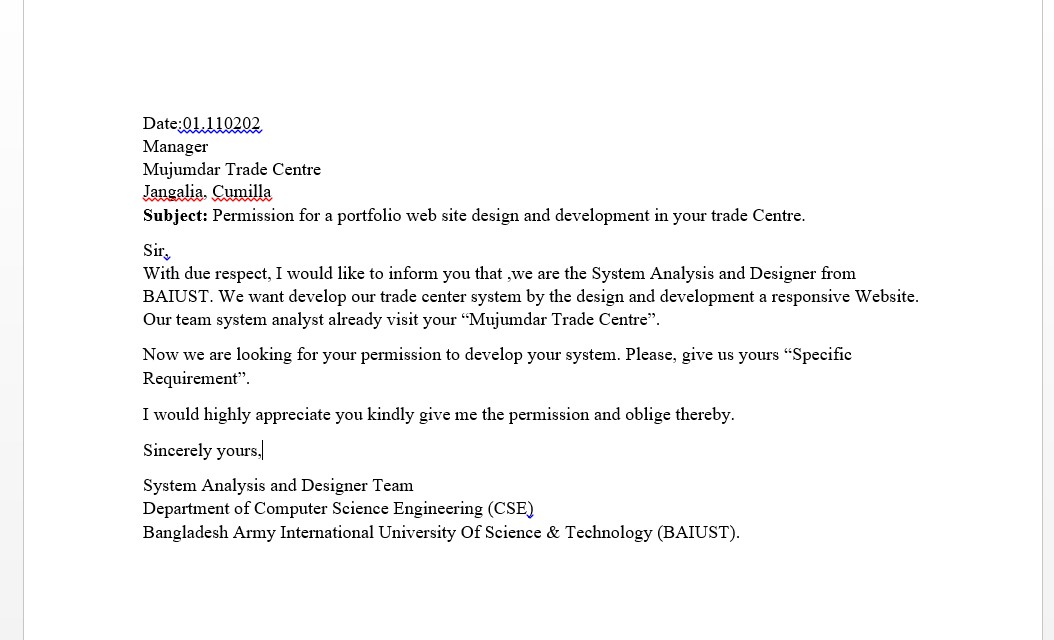 Date:01.110202
Manager
Mujumdar Trade Centre
Jangalia, Cumilla
Subject: Permission for a portfolio web site design and development in your trade Centre.
Sir,
With due respect, I would like to inform you that ,we are the System Analysis and Designer from
BAIUST. We want develop our trade center system by the design and development a responsive Website.
Our team system analyst already visit your “Mujumdar Trade Centre”.
Now we are looking for your permission to develop your system. Please, give us yours “Specific
Requirement”.
I would highly appreciate you kindly give me the permission and oblige thereby.
Sincerely yours,
System Analysis and Designer Team
Department of Computer Science Engineering (CSE)
Bangladesh Army International University Of Science & Technology (BAIUST).